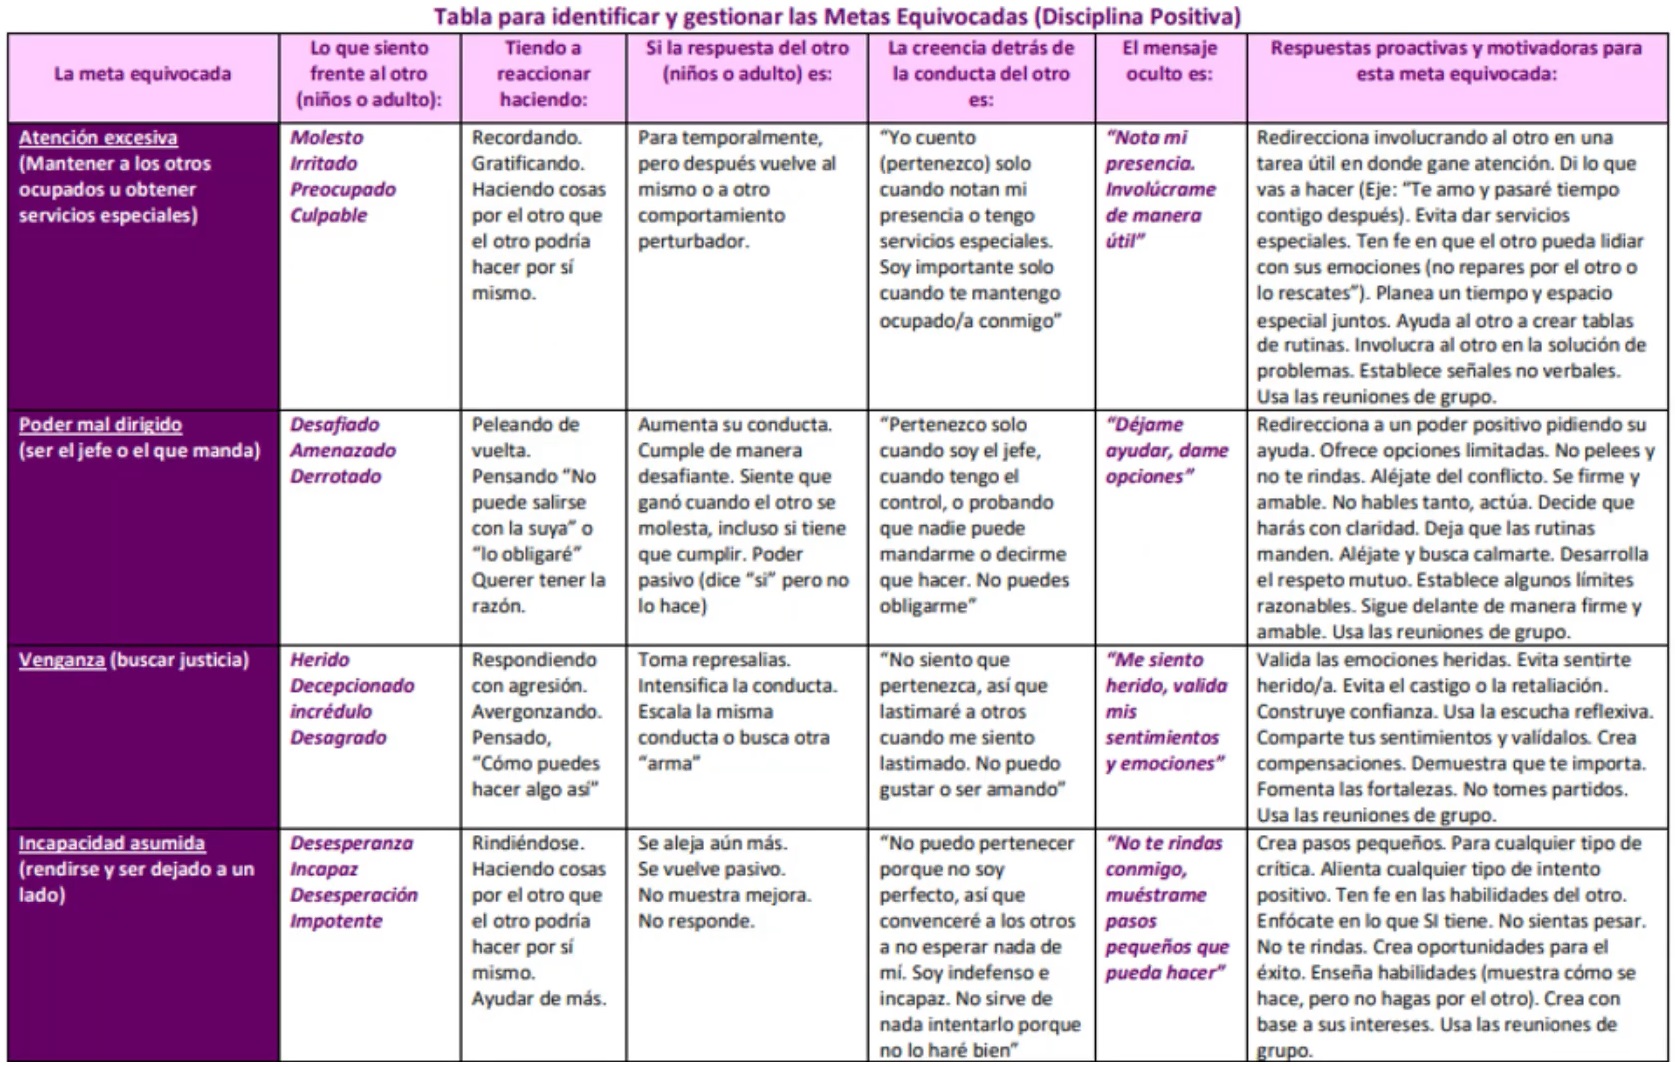 Tabla para identificar y gestionar las Metas Equivocadas (Disciplina Positiva)
La meta equivocada
Lo que siento
frente al otro
(niños o adulto):
Tiendo a
reaccionar
haciendo:
Si la respuesta del otro
(niños o adulto) es:
La creencia detrás de
la conducta del otro
es:
El mensaje
oculto es:
Respuestas proactivas y motivadoras para
esta meta equivocada:
Atención excesiva
(Mantener a los otros
ocupados u obtener
servicios especiales)
Molesto
Irritado
Preocupado
Culpable
Recordando.
Gratificando.
Haciendo cosas
por el otro que
el otro podría
hacer por sí
mismo.
Para temporalmente,
pero después vuelve al
mismo o a otro
comportamiento
perturbador.
“Yo cuento
(pertenezco) solo
cuando notan mi
presencia o tengo
servicios especiales.
Soy importante solo
cuando te mantengo
ocupado/a conmigo”
“Nota mi
presencia.
Involúcrame
de manera
útil”
Redirecciona involucrando al otro en una
tarea útil en donde gane atención. Di lo que
vas a hacer (Eje: “Te amo y pasaré tiempo
contigo después). Evita dar servicios
especiales. Ten fe en que el otro pueda lidiar
con sus emociones (no repares por el otro o
lo rescates”). Planea un tiempo y espacio
especial juntos. Ayuda al otro a crear tablas
de rutinas. Involucra al otro en la solución de
problemas. Establece señales no verbales.
Usa las reuniones de grupo.
Poder mal dirigido
(ser el jefe o el que manda)
Desafiado
Amenazado
Derrotado
Peleando de
vuelta.
Pensando “No
puede salirse
con la suya” o
“lo obligaré”
Querer tener la
razón.
Aumenta su conducta.
Cumple de manera
desafiante. Siente que
ganó cuando el otro se
molesta, incluso si tiene
que cumplir. Poder
pasivo (dice “si” pero no
lo hace)
“Pertenezco solo
cuando soy el jefe,
cuando tengo el
control, o probando
que nadie puede
mandarme o decirme
que hacer. No puedes
obligarme”
“Déjame
ayudar, dame
opciones”
Redirecciona a un poder positivo pidiendo su
ayuda. Ofrece opciones limitadas. No pelees y
no te rindas. Aléjate del conflicto. Se firme y
amable. No hables tanto, actúa. Decide que
harás con claridad. Deja que las rutinas
manden. Aléjate y busca calmarte. Desarrolla
el respeto mutuo. Establece algunos límites
razonables. Sigue delante de manera firme y
amable. Usa las reuniones de grupo.
Venganza (buscar justicia)
Herido
Decepcionado
incrédulo
Desagrado
Respondiendo
con agresión.
Avergonzando.
Pensado,
“Cómo puedes
hacer algo así”
Toma represalias.
Intensifica la conducta.
Escala la misma
conducta o busca otra
“arma”
“No siento que
pertenezca, así que
lastimaré a otros
cuando me siento
lastimado. No puedo
gustar o ser amando”
“Me siento
herido, valida
mis
sentimientos
y emociones”
Valida las emociones heridas. Evita sentirte
herido/a. Evita el castigo o la retaliación.
Construye confianza. Usa la escucha reflexiva.
Comparte tus sentimientos y valídalos. Crea
compensaciones. Demuestra que te importa.
Fomenta las fortalezas. No tomes partidos.
Usa las reuniones de grupo.
Incapacidad asumida
(rendirse y ser dejado a un
lado)
Desesperanza
Incapaz
Desesperación
Impotente
Rindiéndose.
Haciendo cosas
por el otro que
el otro podría
hacer por sí
mismo.
Ayudar de más.
Se aleja aún más.
Se vuelve pasivo.
No muestra mejora.
No responde.
“No puedo pertenecer
porque no soy
perfecto, así que
convenceré a los otros
a no esperar nada de
mí. Soy indefenso e
incapaz. No sirve de
nada intentarlo porque
no lo haré bien”
“No te rindas
conmigo,
muéstrame
pasos
pequeños que
pueda hacer”
Crea pasos pequeños. Para cualquier tipo de
crítica. Alienta cualquier tipo de intento
positivo. Ten fe en las habilidades del otro.
Enfócate en lo que SI tiene. No sientas pesar.
No te rindas. Crea oportunidades para el
éxito. Enseña habilidades (muestra cómo se
hace, pero no hagas por el otro). Crea con
base a sus intereses. Usa las reuniones de
grupo.